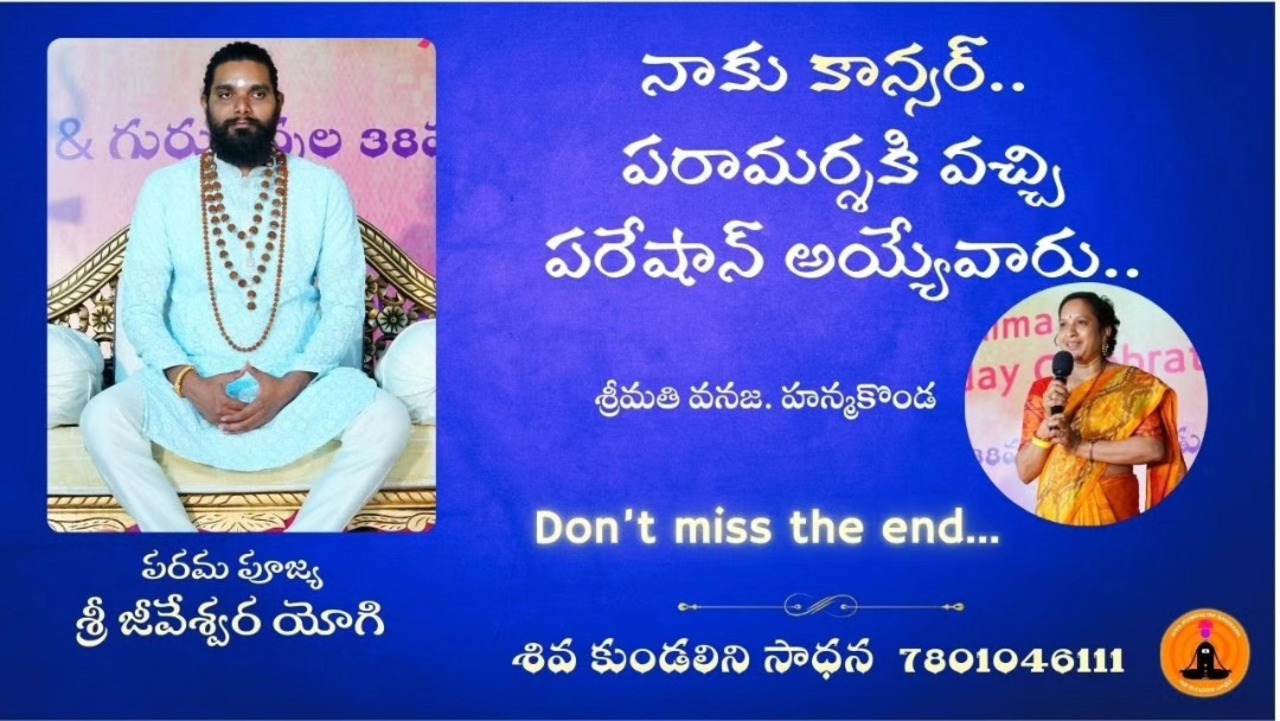 & గురు
ల 38వ
నాకు కాన్సర్..
పరామర్శకి వచ్చి
పరేషాన్ అయ్యేవారు..
శ్రీమతి వనజ. హన్మకొండ
Don't miss the end...
పరమ పూజ్య
శ్రీ జీవేశ్వర యోగి
శివ కుండలిని సాధన 7801046111